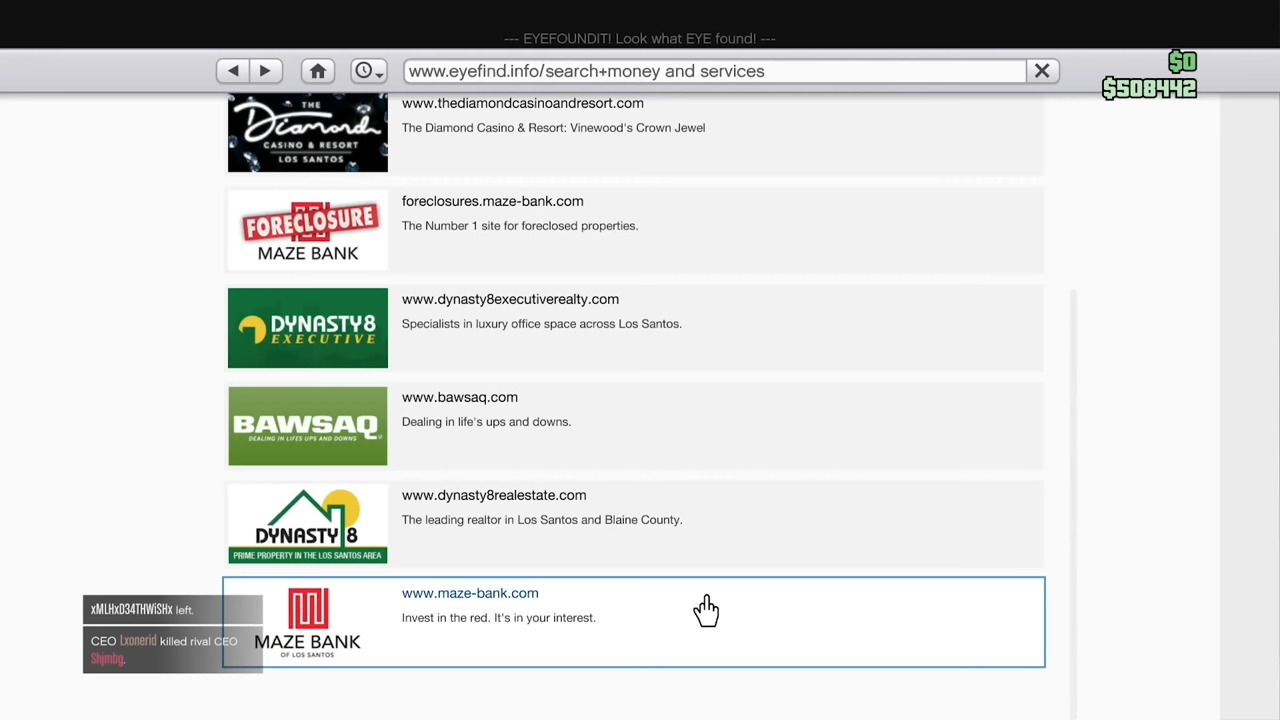 --- EYEFOUNDIT! Look what EYE found! ---
www.eyefind.info/search+money and services
$0
$508442
THE
Diamond
CASINO & RESORT
LOS SANTOS
www.thediamondcasinoandresort.com
The Diamond Casino & Resort: Vinewood's Crown Jewel
FORECLOSURE
MAZE BANK
foreclosures.maze-bank.com
The Number 1 site for foreclosed properties.
DYNASTY8
EXECUTIVE
www.dynasty8executiverealty.com
Specialists in luxury office space across Los Santos.
BAWSAQ
DEALING IN LIFES UPS AND DOWNS
www.bawsaq.com
Dealing in life's ups and downs.
DYNASTY 8
PRIME PROPERTY IN THE LOS SANTOS AREA
www.dynasty8realestate.com
The leading realtor in Los Santos and Blaine County.
MAZE BANK
OF LOS SANTOS
www.maze-bank.com
Invest in the red. It's in your interest.
xMLHxD34THWiSHx left.
CEO Lxonerid killed rival CEO
Shjmbg.